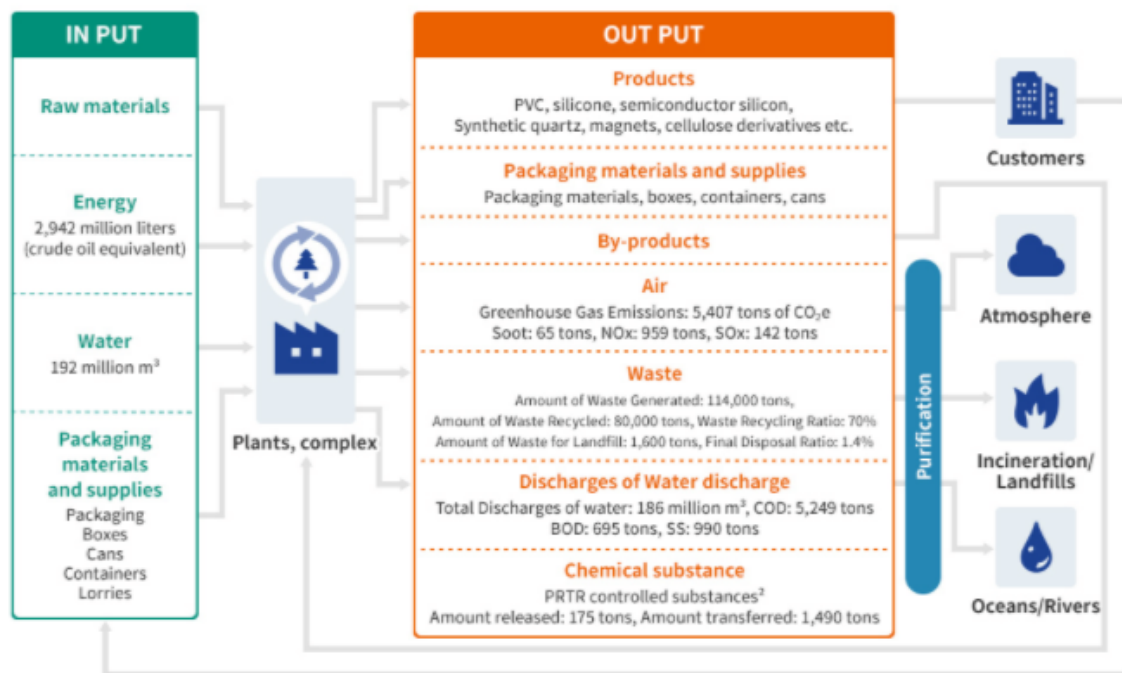 IN PUT
Raw materials
Energy
2,942 million liters
(crude oil equivalent)
Water
192 million m³
Packaging
materials
and supplies
Packaging
Boxes
Cans
Containers
Lorries
Plants, complex
OUT PUT
Products
PVC, silicone, semiconductor silicon,
Synthetic quartz, magnets, cellulose derivatives etc.
Packaging materials and supplies
Packaging materials, boxes, containers, cans
By-products
Air
Greenhouse Gas Emissions: 5,407 tons of CO₂e
Soot: 65 tons, NOx: 959 tons, SOx: 142 tons
Waste
Amount of Waste Generated: 114,000 tons,
Amount of Waste Recycled: 80,000 tons, Waste Recycling Ratio: 70%
Amount of Waste for Landfill: 1,600 tons, Final Disposal Ratio: 1.4%
Discharges of Water discharge
Total Discharges of water: 186 million m³, COD: 5,249 tons
BOD: 695 tons, SS: 990 tons
Chemical substance
PRTR controlled substances²
Amount released: 175 tons, Amount transferred: 1,490 tons
Purification
Customers
Atmosphere
Incineration/
Landfills
Oceans/Rivers